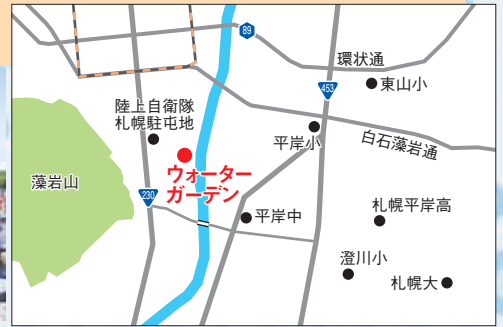 89
環状通
453
東山小
陸上自衛隊
札幌駐屯地
平岸小
白石藻岩通
ウォーター
ガーデン
藻岩山
230
平岸中
札幌平岸高
澄川小
札幌大